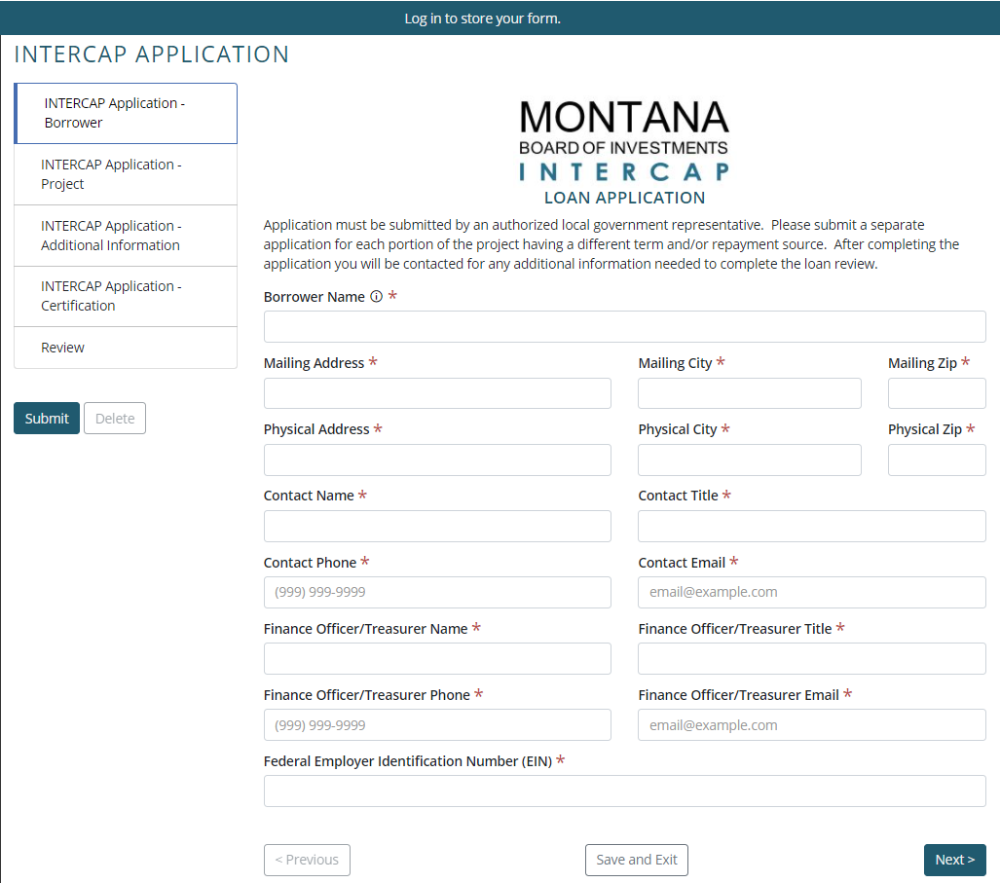 Log in to store your form.
INTERCAP APPLICATION
INTERCAP Application -
Borrower
INTERCAP Application -
Project
INTERCAP Application -
Additional Information
INTERCAP Application -
Certification
Review
Submit Delete
MONTANA
BOARD OF INVESTMENTS
INTERCAP
LOAN APPLICATION
Application must be submitted by an authorized local government representative. Please submit a separate
application for each portion of the project having a different term and/or repayment source. After completing the
application you will be contacted for any additional information needed to complete the loan review.
Borrower Name ⓘ *
Mailing Address * Mailing City * Mailing Zip *
Physical Address * Physical City * Physical Zip *
Contact Name * Contact Title *
Contact Phone * Contact Email *
(999) 999-9999 email@example.com
Finance Officer/Treasurer Name * Finance Officer/Treasurer Title *
Finance Officer/Treasurer Phone * Finance Officer/Treasurer Email *
(999) 999-9999 email@example.com
Federal Employer Identification Number (EIN) *
< Previous Save and Exit Next >